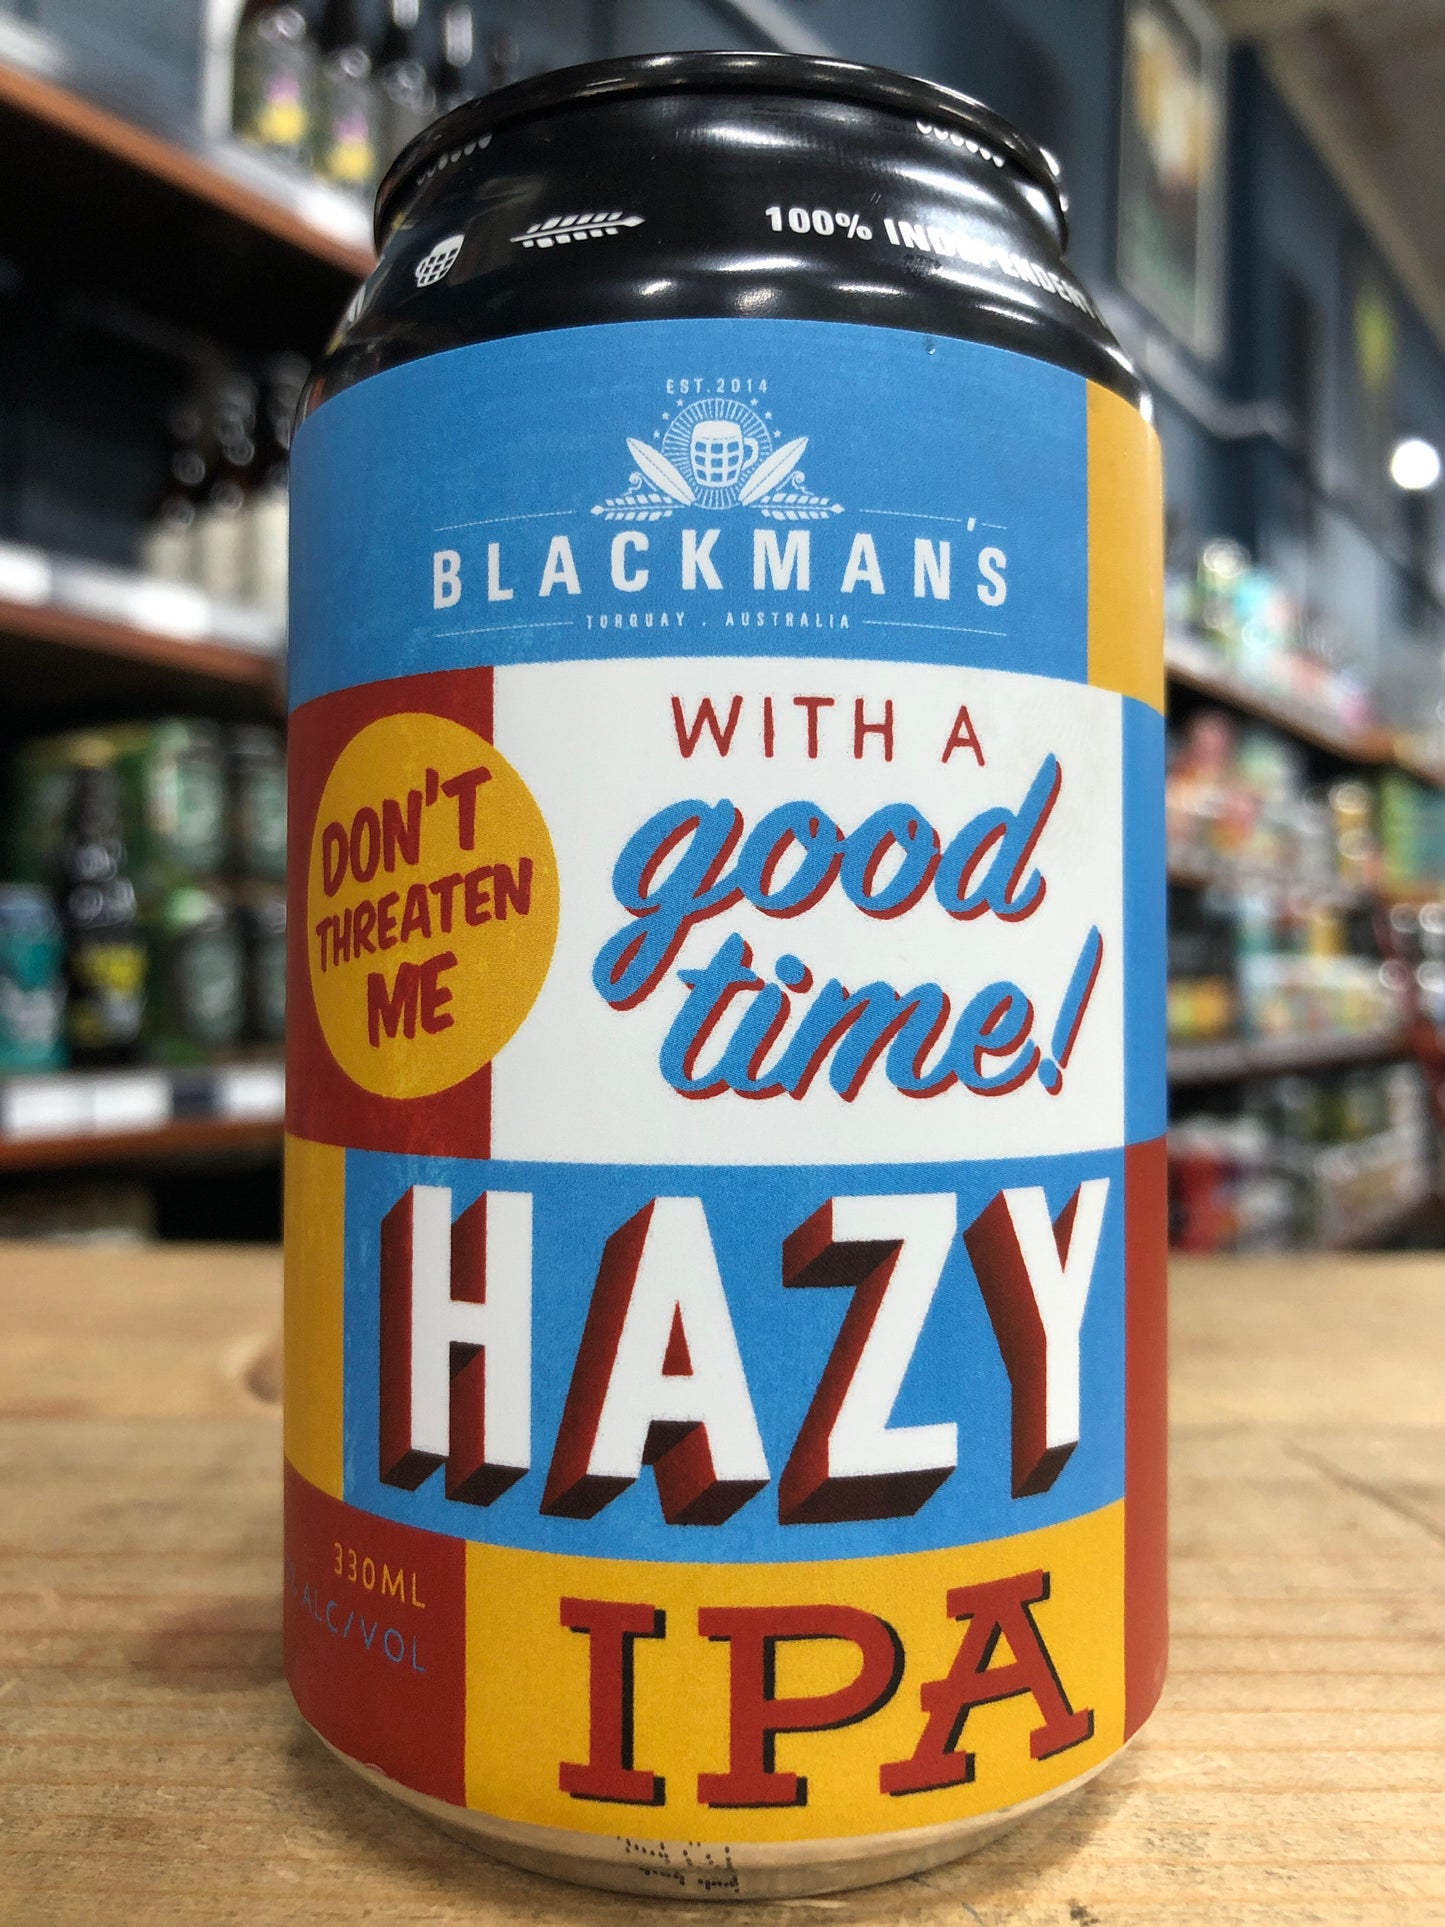 100% INDEPENDENT
EST. 2014
BLACKMAN'S
TORQUAY . AUSTRALIA
DON'T
THREATEN
ME
WITH A
good
time!
HAZY
IPA
330ML
ALC/VOL